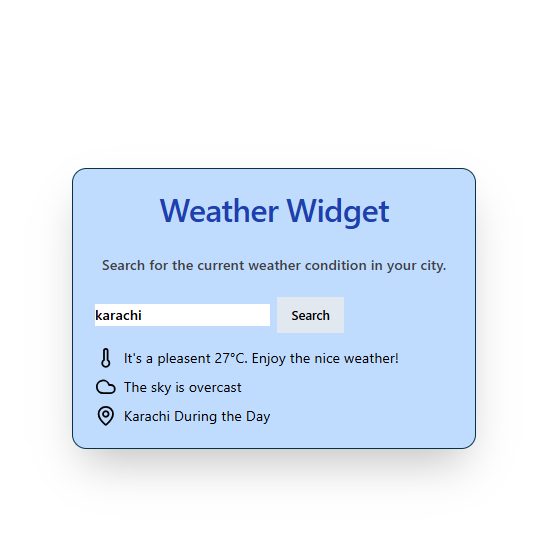 Weather Widget
Search for the current weather condition in your city.
karachi
Search
It's a pleasent 27°C. Enjoy the nice weather!
The sky is overcast
Karachi During the Day